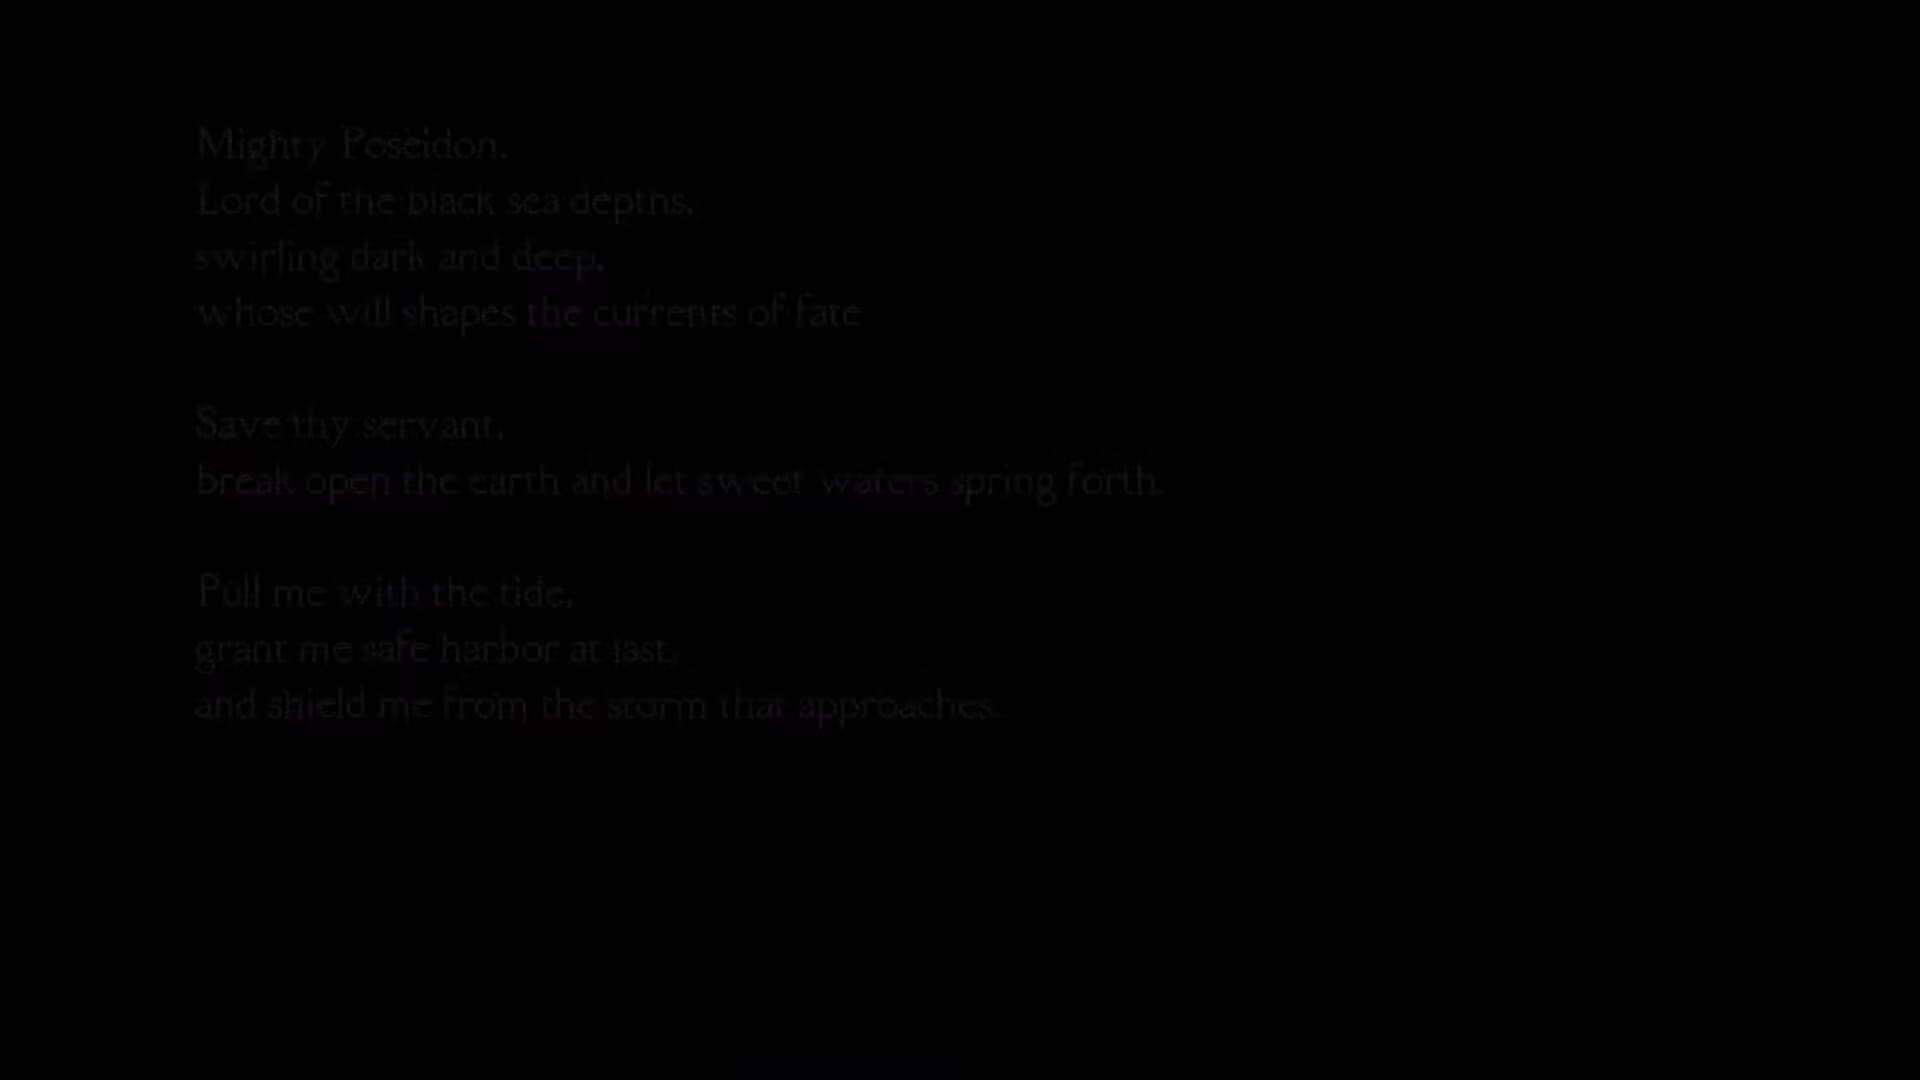 Mighty Poseidon,
Lord of the black sea depths,
swirling dark and deep,
whose will shapes the currents of fate
Save thy servant,
break open the earth and let sweet waters spring forth.
Pull me with the tide,
grant me safe harbor at last,
and shield me from the storm that approaches.